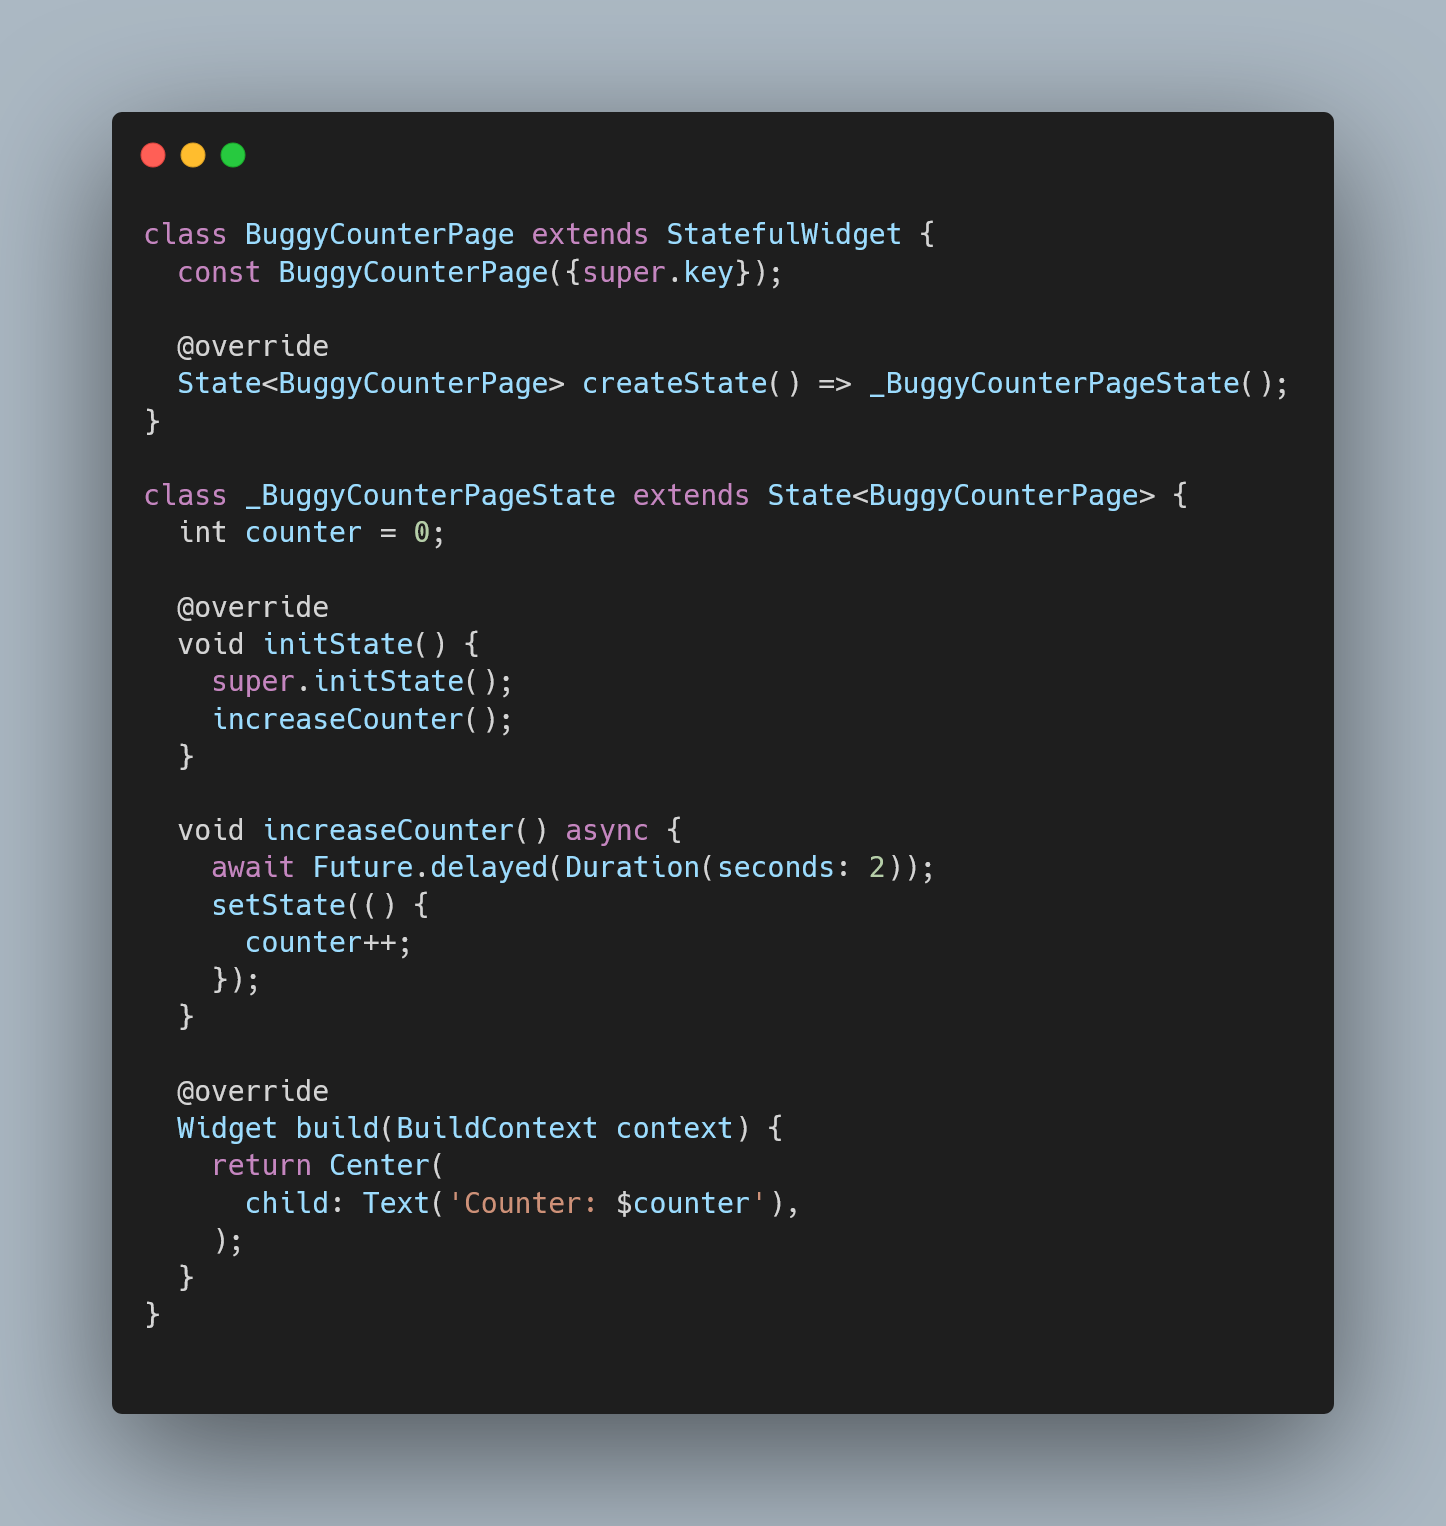 class BuggyCounterPage extends StatefulWidget {
  const BuggyCounterPage({super.key});

  @override
  State<BuggyCounterPage> createState() => _BuggyCounterPageState();
}

class _BuggyCounterPageState extends State<BuggyCounterPage> {
  int counter = 0;

  @override
  void initState() {
    super.initState();
    increaseCounter();
  }

  void increaseCounter() async {
    await Future.delayed(Duration(seconds: 2));
    setState(() {
      counter++;
    });
  }

  @override
  Widget build(BuildContext context) {
    return Center(
      child: Text('Counter: $counter'),
    );
  }
}